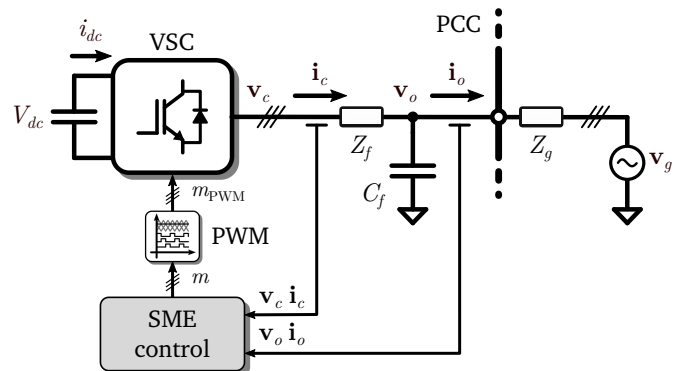 PCC
i_dc
VSC
i_c
i_o
v_c
v_o
V_dc
Z_f
Z_g
v_g
C_f
m_PWM
PWM
m
v_c i_c
SME
v_o i_o
control